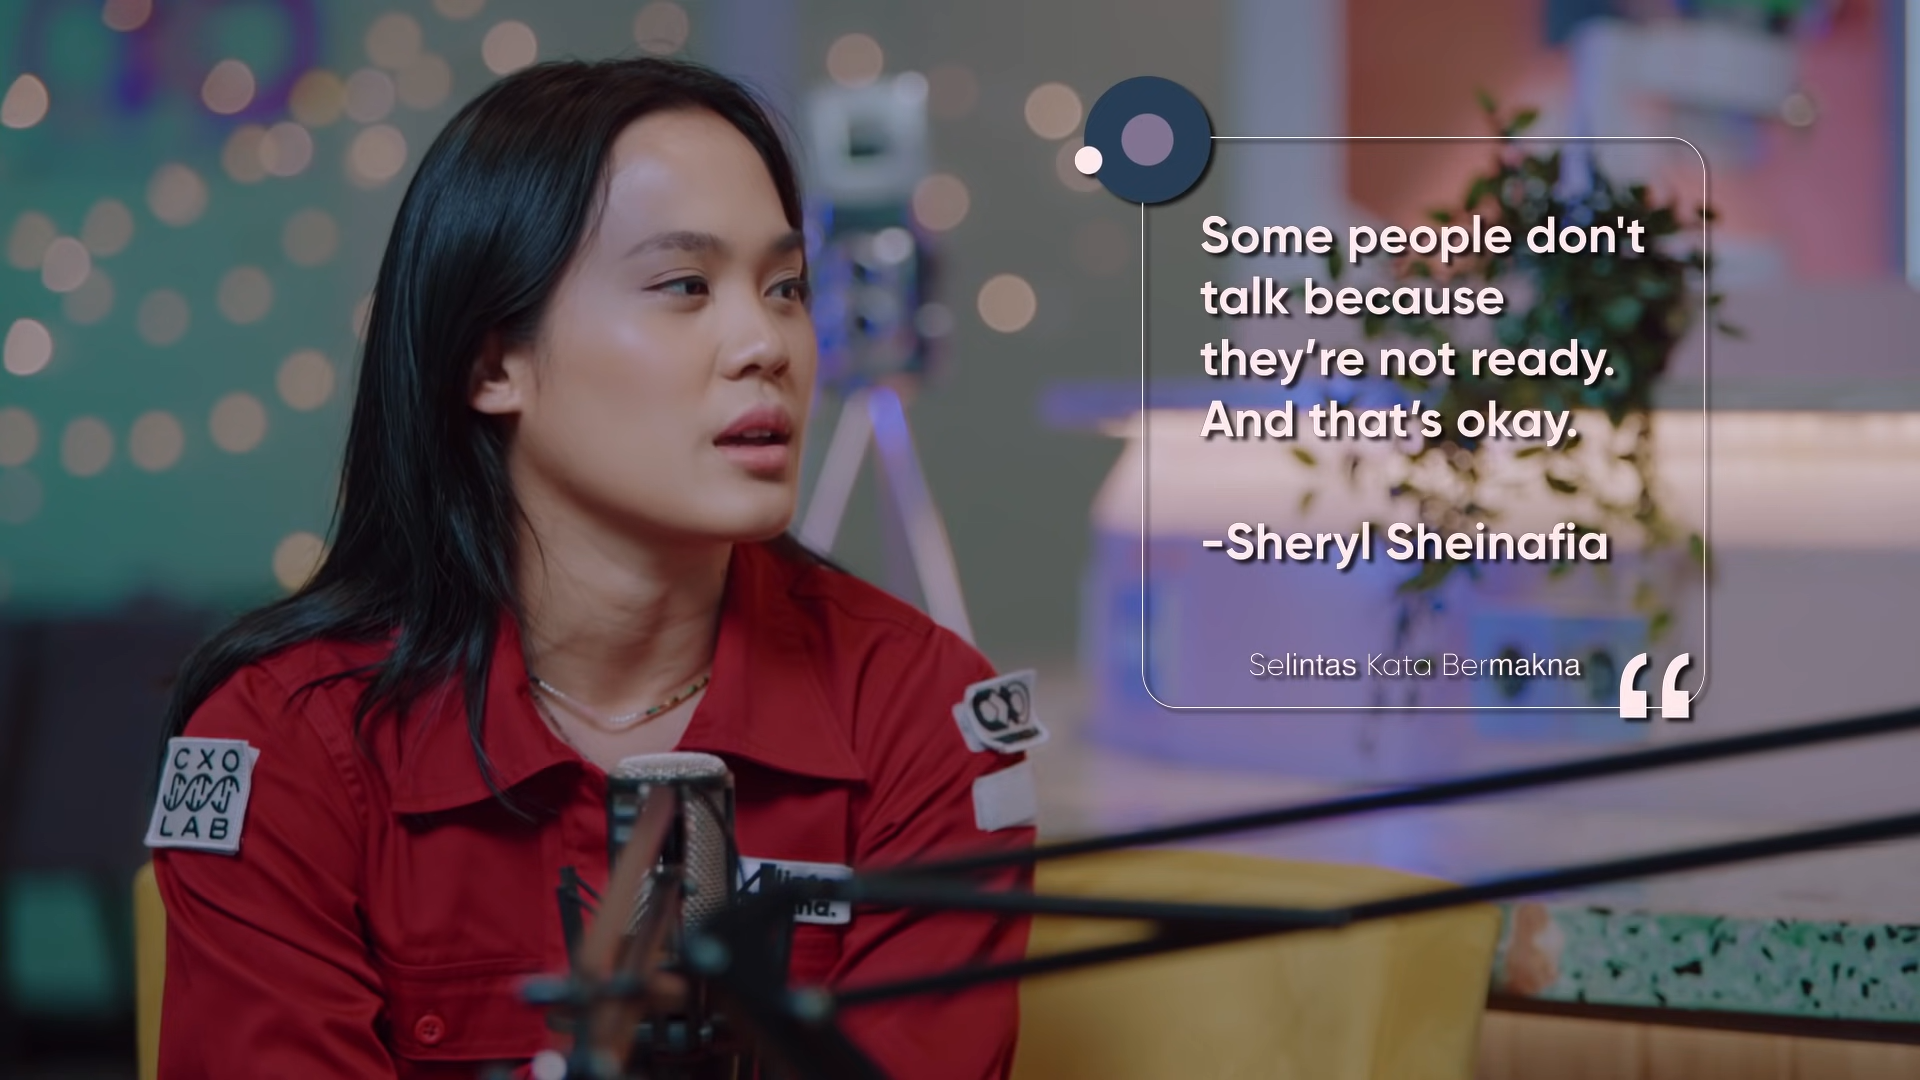 Some people don't
talk because
they’re not ready.
And that’s okay.
-Sheryl Sheinafia
Selintas Kata Bermakna
“
CXO
LAB